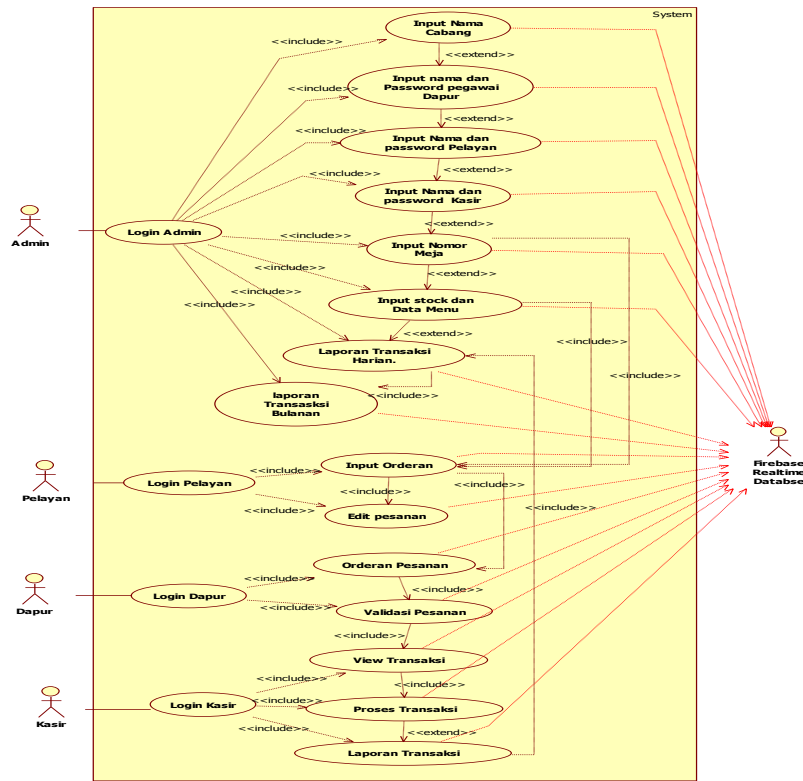 System
Input Nama
Cabang
<<include>>
<<extend>>
<<include>>
Input nama dan
Password pegawai
Dapur
<<extend>>
<<include>>
Input Nama dan
password Pelayan
<<extend>>
<<include>>
Input Nama dan
password Kasir
Admin
Login Admin
<<extend>>
<<include>>
Input Nomor
Meja
<<include>>
<<extend>>
<<include>>
Input stock dan
Data Menu
<<include>>
<<extend>>
<<include>>
Laporan Transaksi
Harian.
<<include>>
<<include>>
laporan
Transasksi
Bulanan
Firebase
Realtime
Databse
Pelayan
Login Pelayan
<<include>>
Input Orderan
<<include>>
<<include>>
<<include>>
Edit pesanan
Dapur
Login Dapur
<<include>>
Orderan Pesanan
<<include>>
<<include>>
Validasi Pesanan
<<include>>
View Transaksi
<<include>>
<<include>>
Kasir
Login Kasir
<<include>>
Proses Transaksi
<<include>>
<<extend>>
Laporan Transaksi